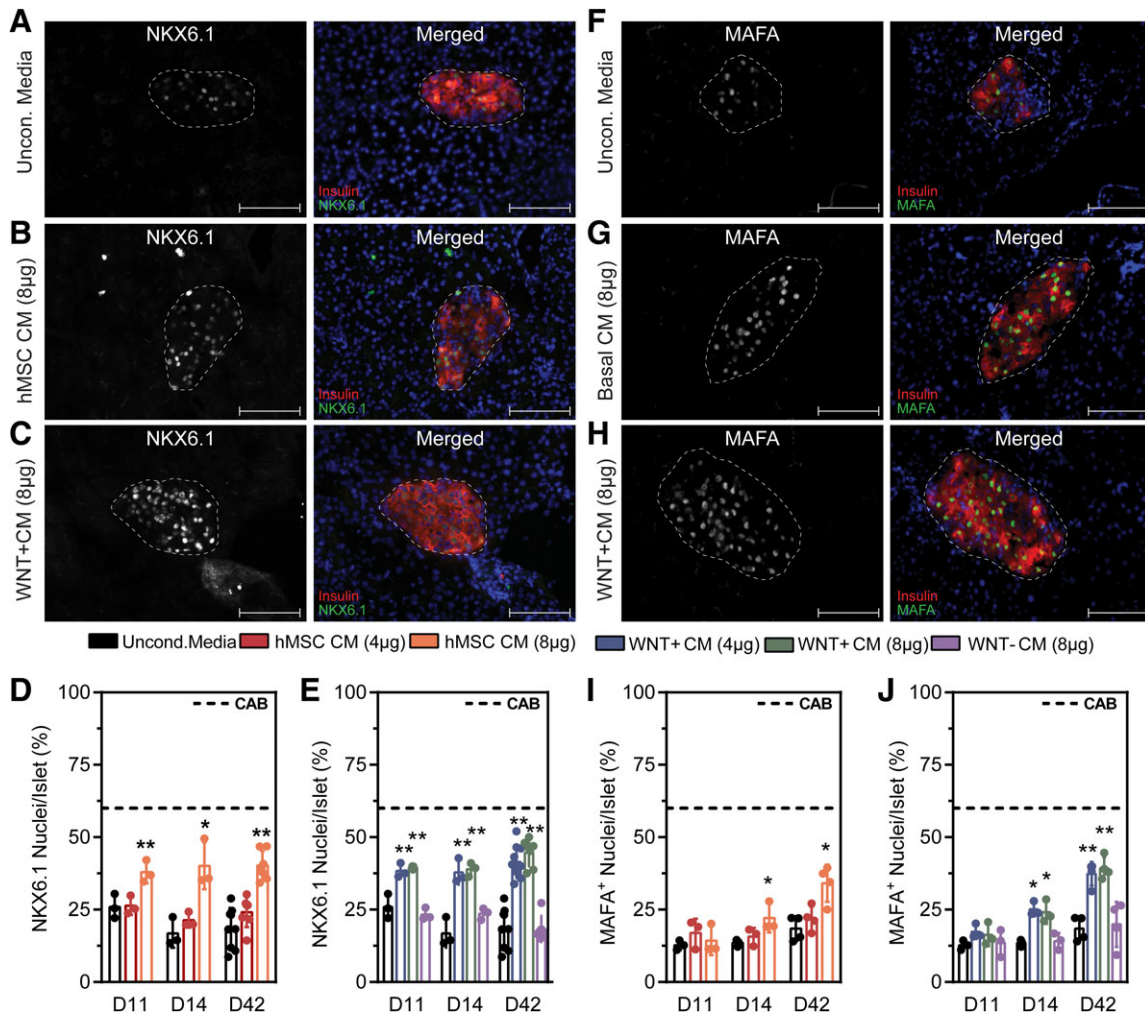 A
NKX6.1
Merged
Uncon. Media
Insulin
NKX6.1
B
NKX6.1
Merged
hMSC CM (8µg)
Insulin
NKX6.1
C
NKX6.1
Merged
WNT+CM (8µg)
Insulin
NKX6.1
F
MAFA
Merged
Uncon. Media
Insulin
MAFA
G
MAFA
Merged
Basal CM (8µg)
Insulin
MAFA
H
MAFA
Merged
WNT+CM (8µg)
Insulin
MAFA
Uncond.Media hMSC CM (4µg) hMSC CM (8µg) WNT+ CM (4µg) WNT+ CM (8µg) WNT- CM (8µg)
D
NKX6.1 Nuclei/Islet (%)
100
75
50
25
0
CAB
** * **
D11 D14 D42
E
NKX6.1 Nuclei/Islet (%)
100
75
50
25
0
CAB
** ** ** ** ** **
D11 D14 D42
I
MAFA+ Nuclei/Islet (%)
100
75
50
25
0
CAB
* *
D11 D14 D42
J
MAFA+ Nuclei/Islet (%)
100
75
50
25
0
CAB
* * ** **
D11 D14 D42